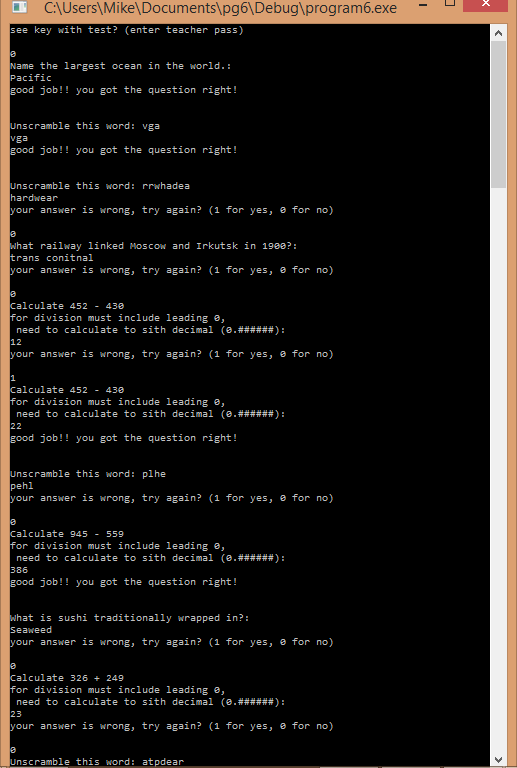 C:\Users\Mike\Documents\pg6\Debug\program6.exe
see key with test? (enter teacher pass)
0
Name the largest ocean in the world.:
Pacific
good job!! you got the question right!
Unscramble this word: vga
vga
good job!! you got the question right!
Unscramble this word: rrwhadea
hardwear
your answer is wrong, try again? (1 for yes, 0 for no)
0
What railway linked Moscow and Irkutsk in 1900?:
trans conitnal
your answer is wrong, try again? (1 for yes, 0 for no)
0
Calculate 452 - 430
for division must include leading 0,
need to calculate to sith decimal (0.######):
12
your answer is wrong, try again? (1 for yes, 0 for no)
1
Calculate 452 - 430
for division must include leading 0,
need to calculate to sith decimal (0.######):
22
good job!! you got the question right!
Unscramble this word: plhe
pehl
your answer is wrong, try again? (1 for yes, 0 for no)
0
Calculate 945 - 559
for division must include leading 0,
need to calculate to sith decimal (0.######):
386
good job!! you got the question right!
What is sushi traditionally wrapped in?:
Seaweed
your answer is wrong, try again? (1 for yes, 0 for no)
0
Calculate 326 + 249
for division must include leading 0,
need to calculate to sith decimal (0.######):
23
your answer is wrong, try again? (1 for yes, 0 for no)
0
Unscramble this word: atpdear